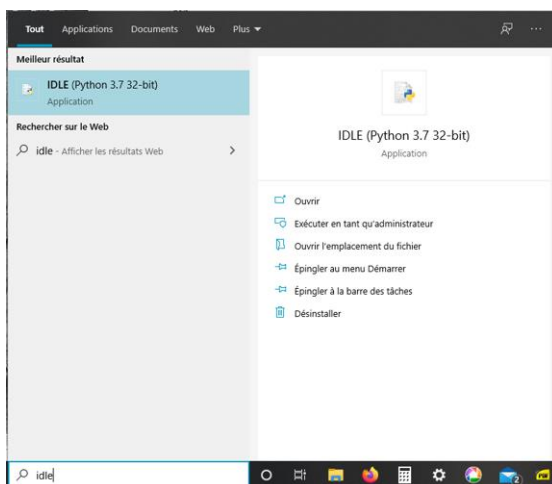 Tout Applications Documents Web Plus
Meilleur résultat
IDLE (Python 3.7 32-bit)
Application
Rechercher sur le Web
idle - Afficher les résultats Web
IDLE (Python 3.7 32-bit)
Application
Ouvrir
Exécuter en tant qu'administrateur
Ouvrir l'emplacement du fichier
Épingler au menu Démarrer
Épingler à la barre des tâches
Désinstaller
idle
2